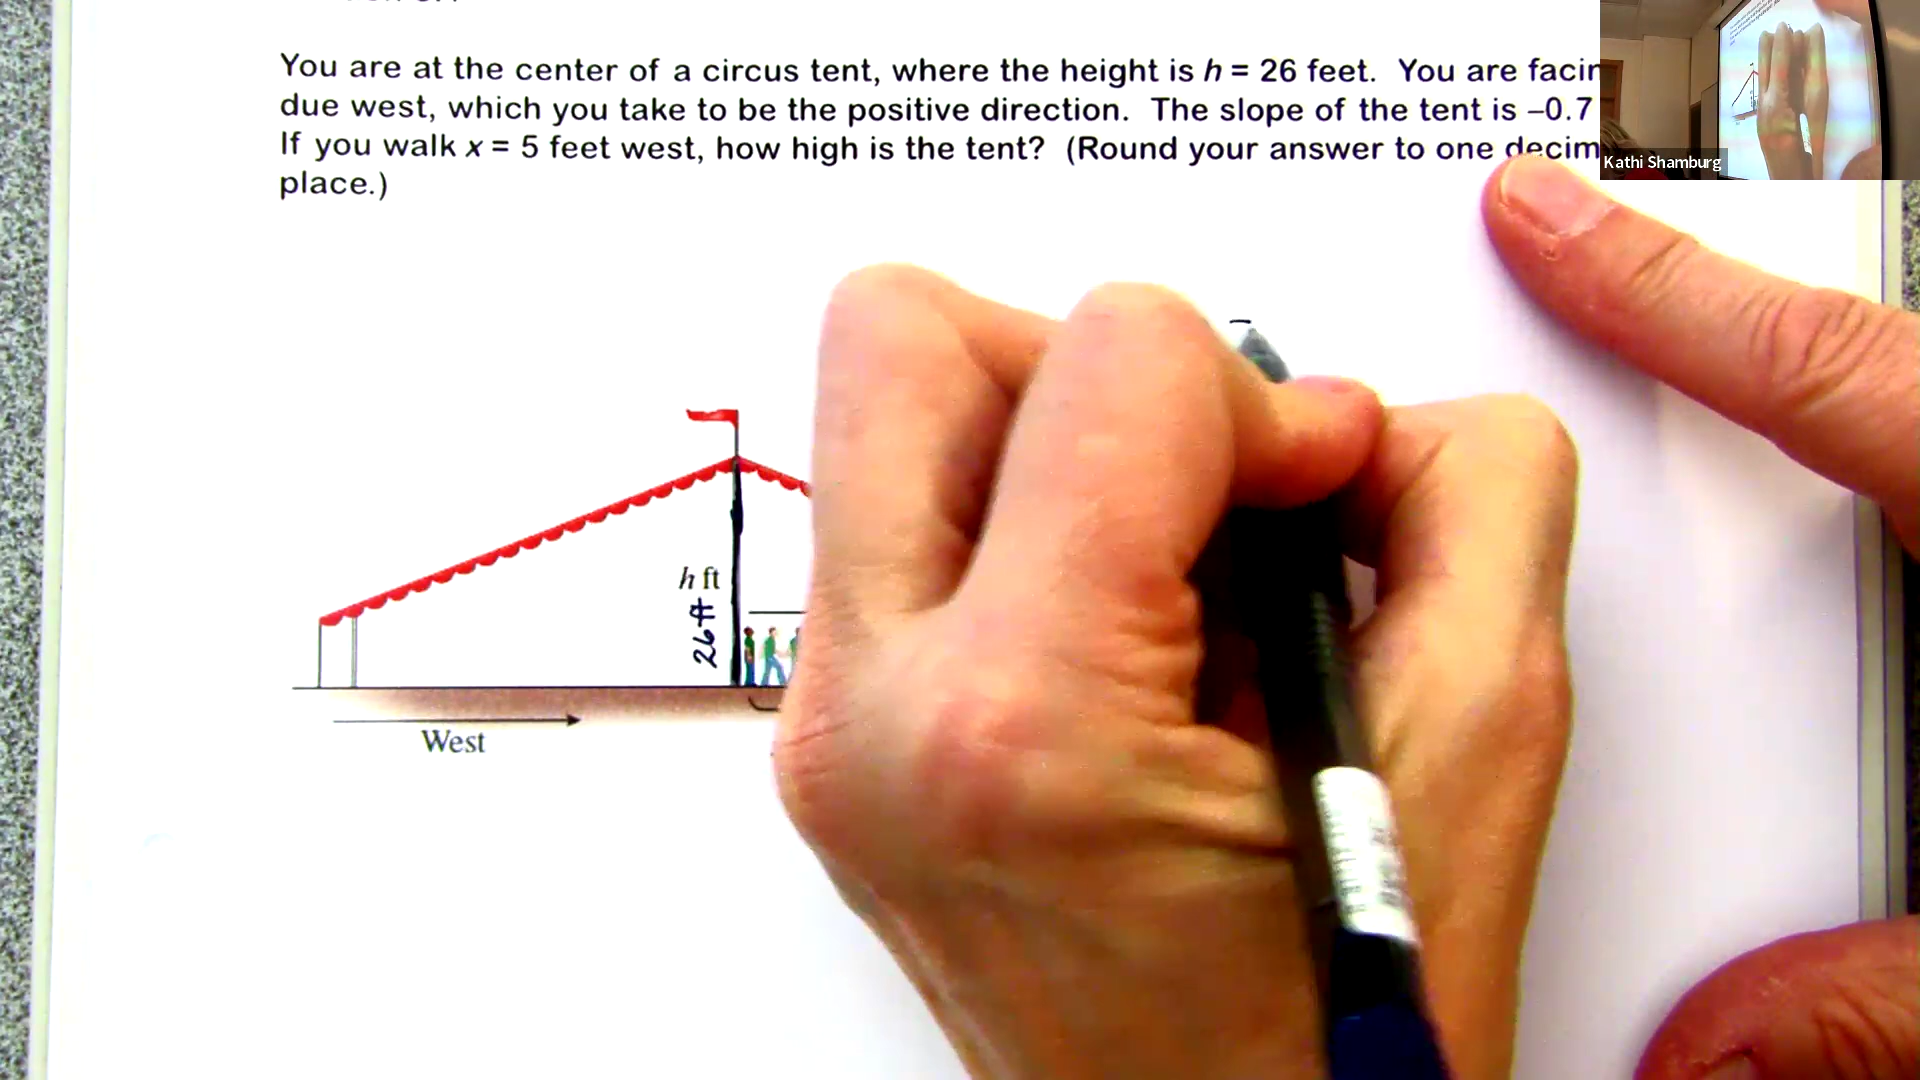 You are at the center of a circus tent, where the height is h = 26 feet. You are facin
due west, which you take to be the positive direction. The slope of the tent is –0.7
If you walk x = 5 feet west, how high is the tent? (Round your answer to one decim
place.)
Kathi Shamburg
h ft
26 ft
West